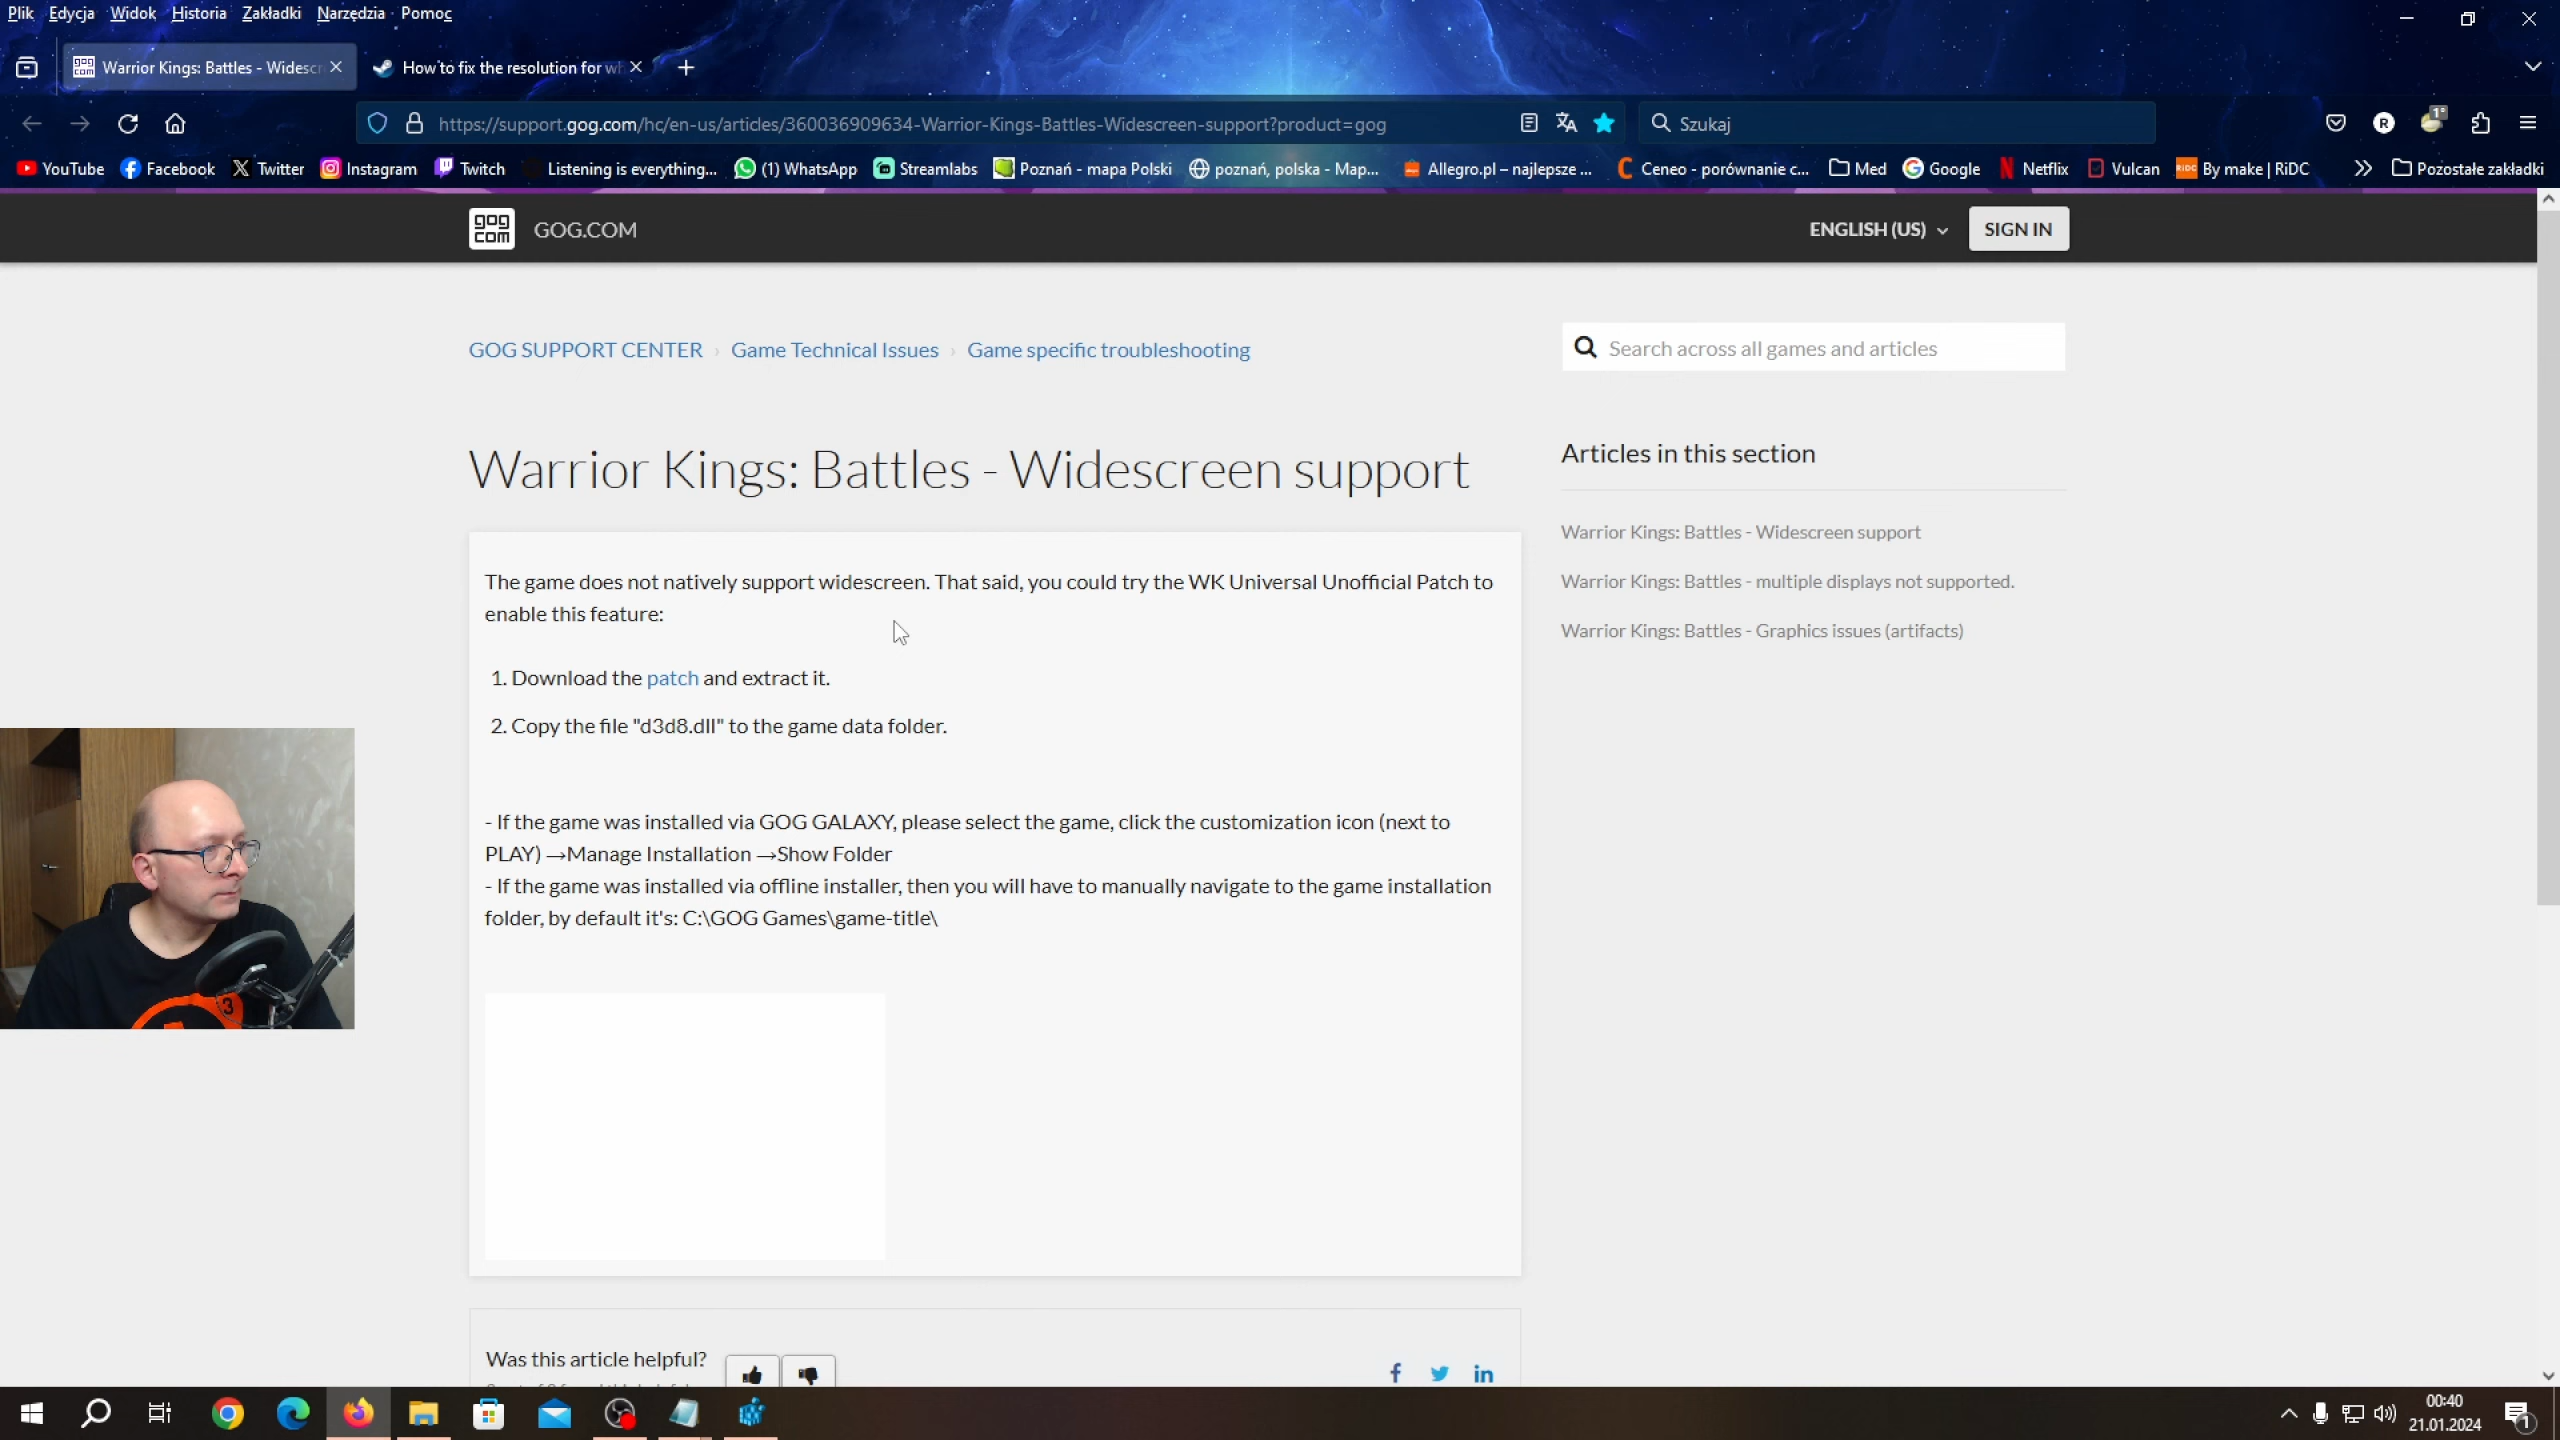 Plik Edycja Widok Historia Zakładki Narzędzia Pomoc
Warrior Kings: Battles - Widescr
How to fix the resolution for wh
https://support.gog.com/hc/en-us/articles/360036909634-Warrior-Kings-Battles-Widescreen-support?product=gog
Szukaj
R
1°
YouTube Facebook Twitter Instagram Twitch Listening is everything... (1) WhatsApp Streamlabs Poznań - mapa Polski poznań, polska - Map... Allegro.pl – najlepsze ... Ceneo - porównanie c... Med Google Netflix Vulcan By make | RiDC Pozostałe zakładki
gog com GOG.COM
ENGLISH (US)
SIGN IN
GOG SUPPORT CENTER › Game Technical Issues › Game specific troubleshooting
Search across all games and articles
Warrior Kings: Battles - Widescreen support
The game does not natively support widescreen. That said, you could try the WK Universal Unofficial Patch to
enable this feature:
1. Download the patch and extract it.
2. Copy the file "d3d8.dll" to the game data folder.
- If the game was installed via GOG GALAXY, please select the game, click the customization icon (next to
PLAY) →Manage Installation →Show Folder
- If the game was installed via offline installer, then you will have to manually navigate to the game installation
folder, by default it's: C:\GOG Games\game-title\
Articles in this section
Warrior Kings: Battles - Widescreen support
Warrior Kings: Battles - multiple displays not supported.
Warrior Kings: Battles - Graphics issues (artifacts)
3
Was this article helpful?
00:40
21.01.2024
1